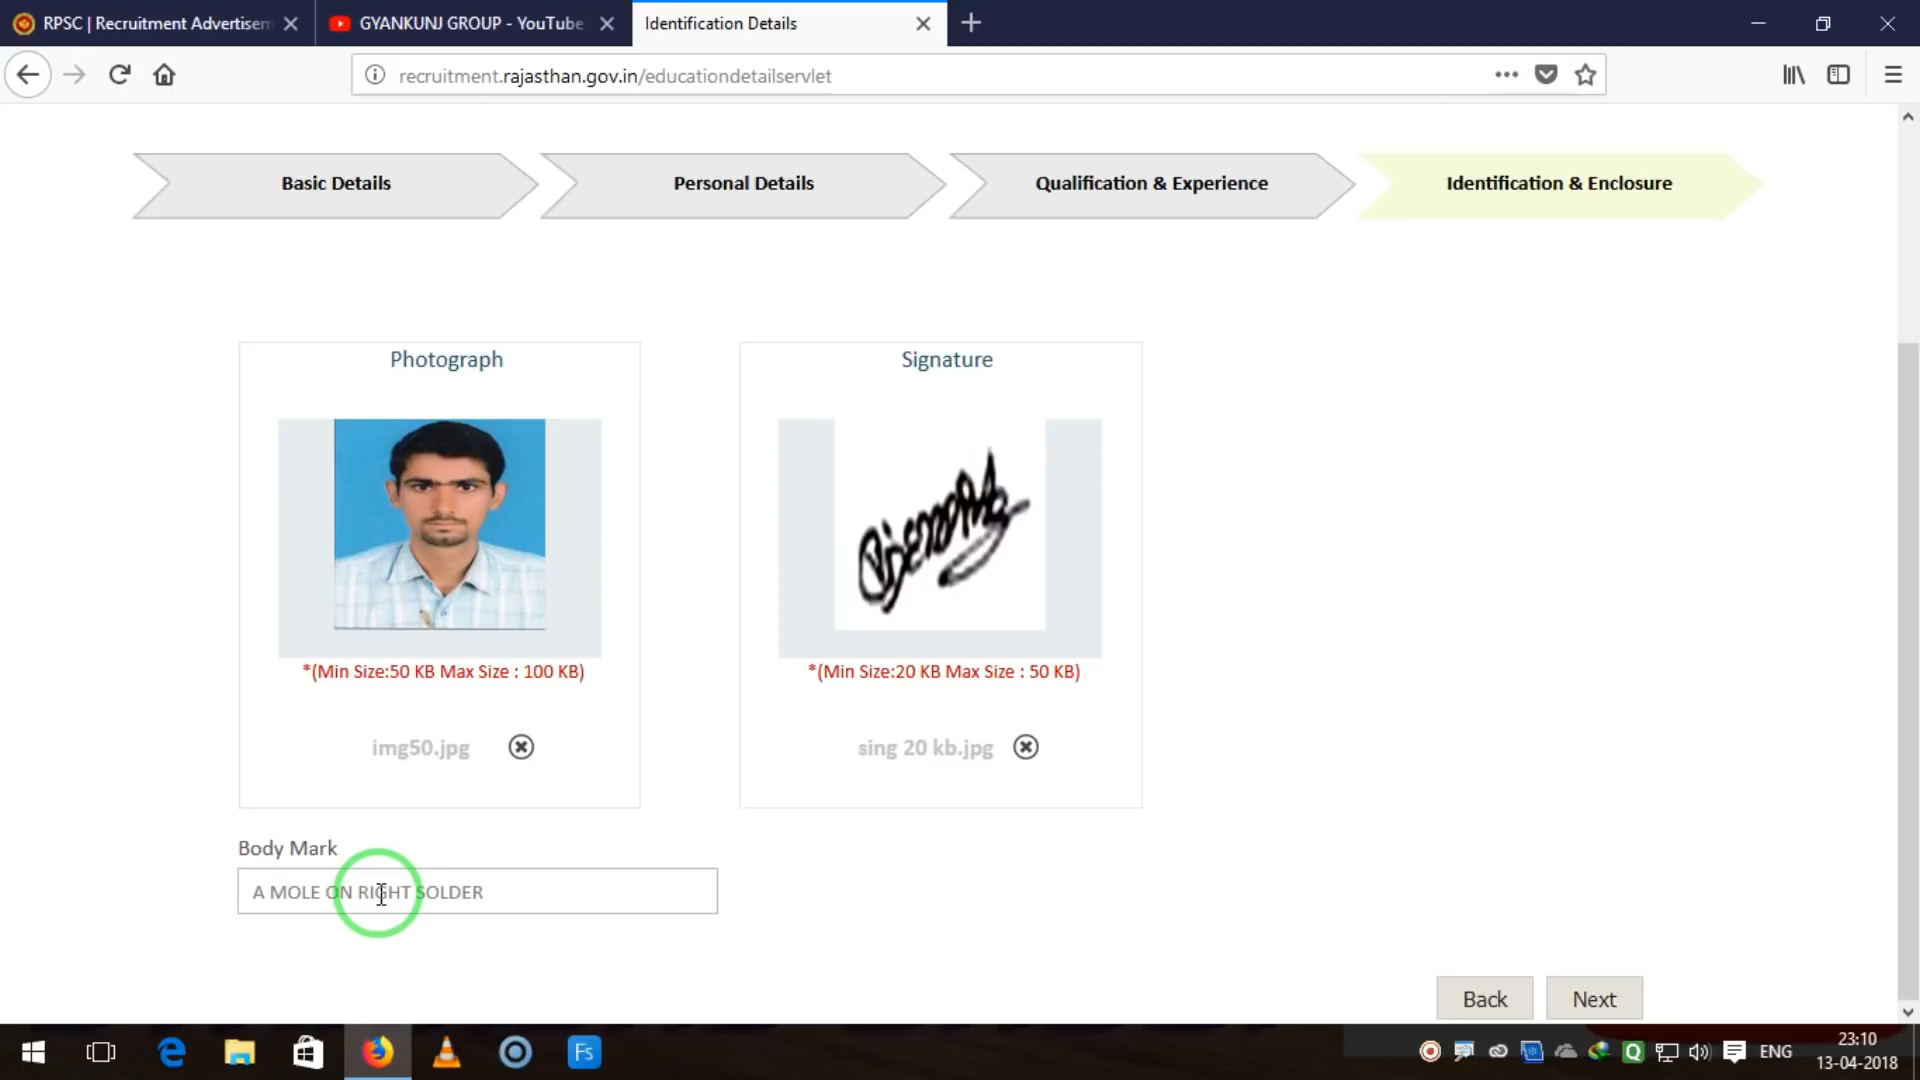 RPSC | Recruitment Advertisem
GYANKUNJ GROUP - YouTube
Identification Details
recruitment.rajasthan.gov.in/educationdetailservlet
Basic Details
Personal Details
Qualification & Experience
Identification & Enclosure
Photograph
Signature
*(Min Size:50 KB Max Size : 100 KB)
*(Min Size:20 KB Max Size : 50 KB)
img50.jpg
sing 20 kb.jpg
Body Mark
A MOLE ON RIGHT SOLDER
Back
Next
Fs
Q
ENG
23:10
13-04-2018